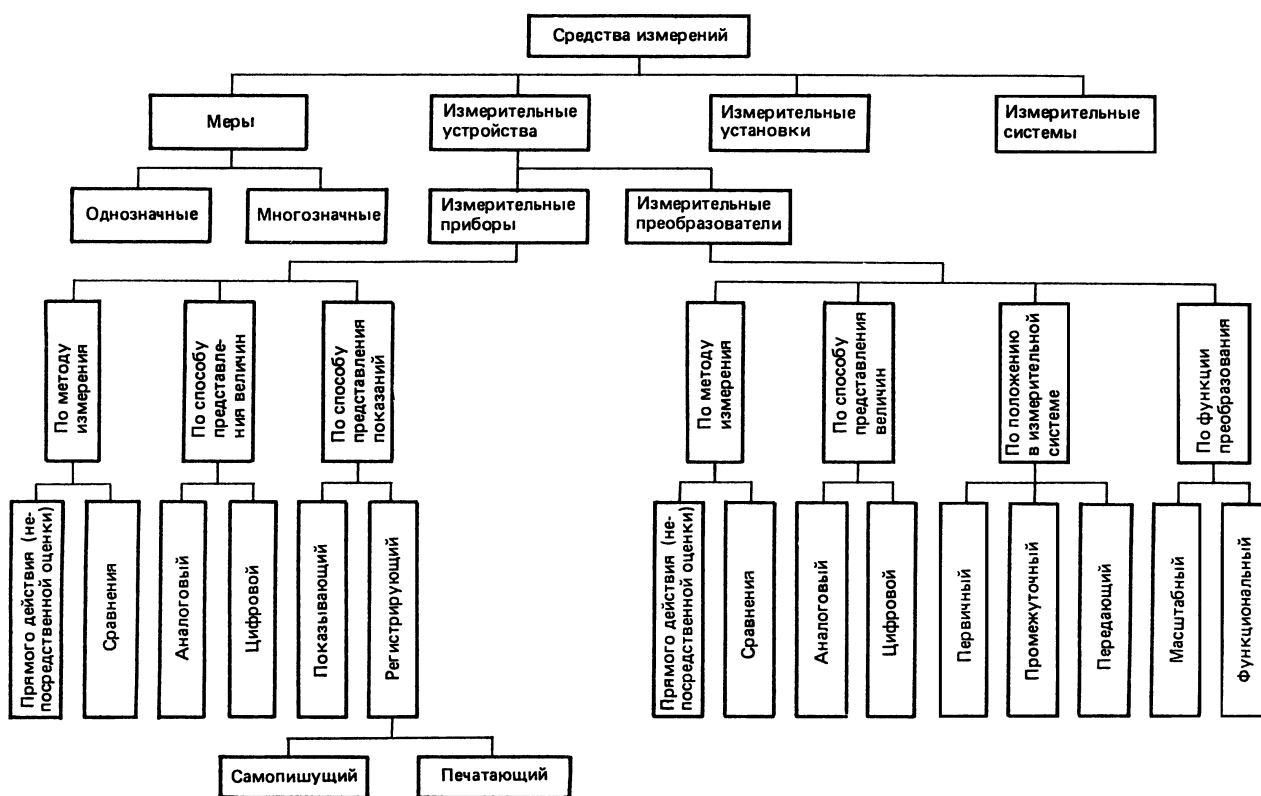 Средства измерений
Меры
Измерительные
устройства
Измерительные
установки
Измерительные
системы
Однозначные
Многозначные
Измерительные
приборы
Измерительные
преобразователи
По методу
измерения
По способу
представле-
ния величин
По способу
представления
показаний
По методу
измерения
По способу
представления
величин
По положению
в измерительной
системе
По функции
преобразования
Прямого действия (не-
посредственной оценки)
Сравнения
Аналоговый
Цифровой
Показывающий
Регистрирующий
Прямого действия (не-
посредственной оценки)
Сравнения
Аналоговый
Цифровой
Первичный
Промежуточный
Передающий
Масштабный
Функциональный
Самопишущий
Печатающий